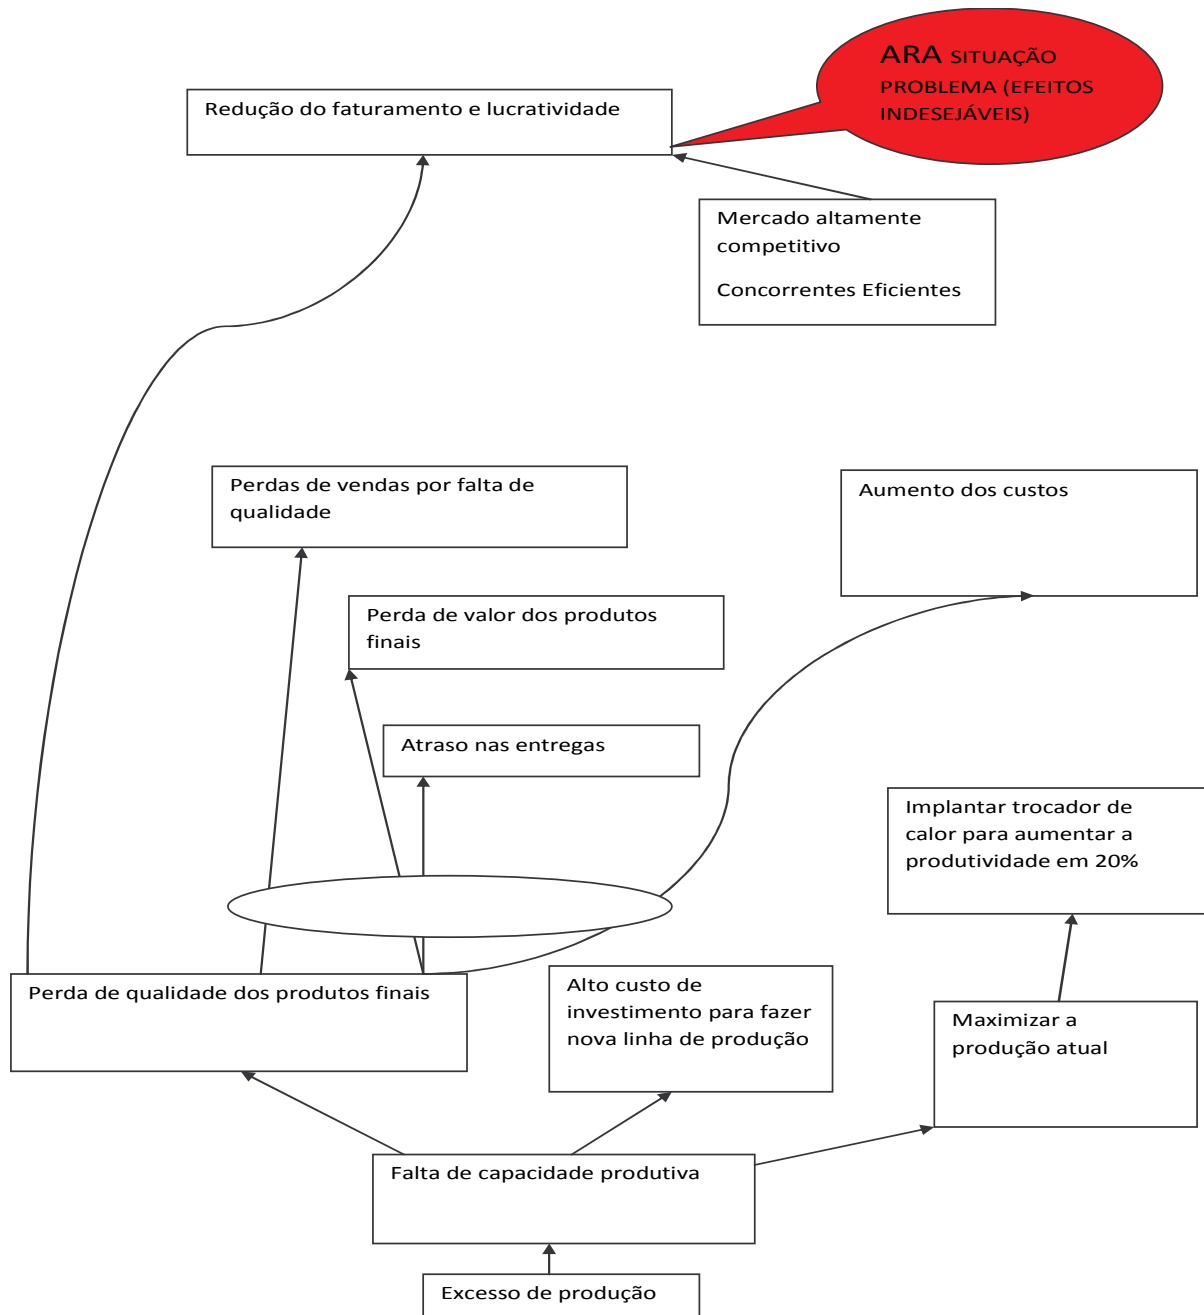 ARA SITUAÇÃO
PROBLEMA (EFEITOS
INDESEJÁVEIS)
Redução do faturamento e lucratividade
Mercado altamente
competitivo
Concorrentes Eficientes
Perdas de vendas por falta de
qualidade
Aumento dos custos
Perda de valor dos produtos
finais
Atraso nas entregas
Implantar trocador de
calor para aumentar a
produtividade em 20%
Perda de qualidade dos produtos finais
Alto custo de
investimento para fazer
nova linha de produção
Maximizar a
produção atual
Falta de capacidade produtiva
Excesso de produção